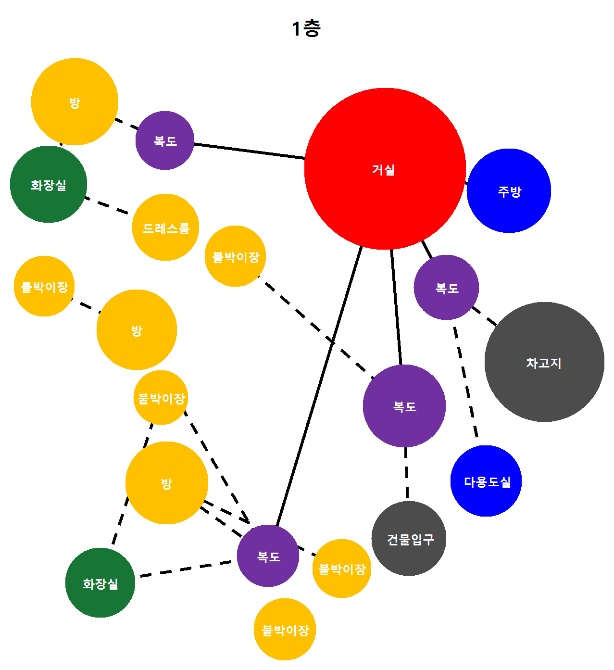 1층
방
복도
거실
화장실
주방
드레스룸
붙박이장
붙박이장
복도
방
차고지
붙박이장
복도
방
다용도실
건물입구
복도
붙박이장
화장실
붙박이장